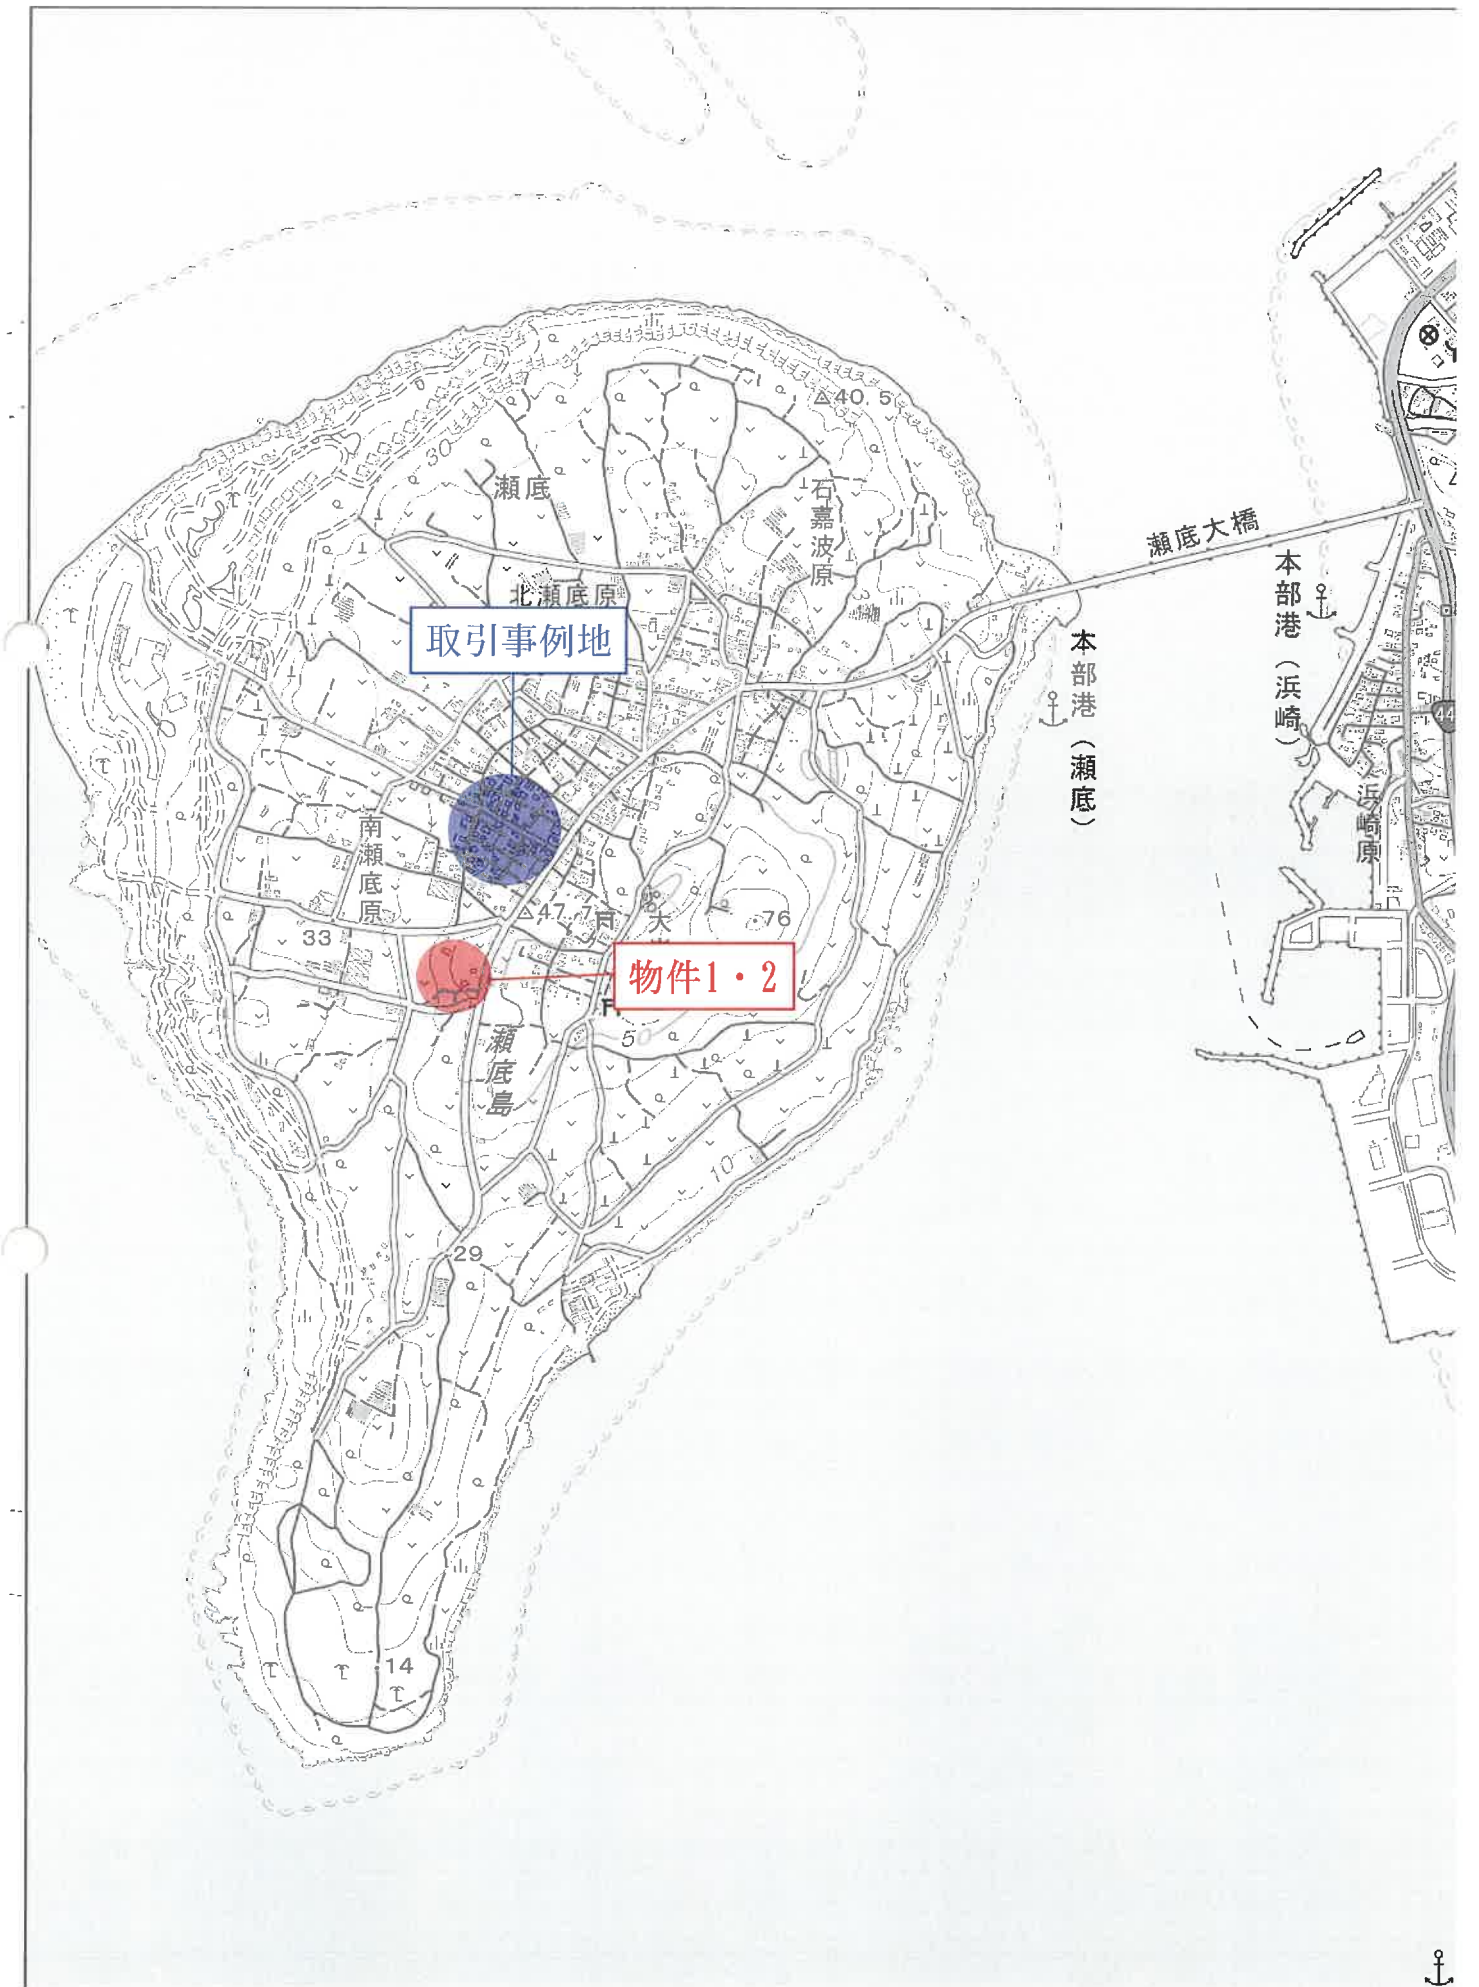 40.5
30
瀬底
石嘉波原
瀬底大橋
北瀬底原
本部港（浜崎）
取引事例地
本部港（瀬底）
44
浜崎原
南瀬底原
47.7
76
33
物件1・2
50
瀬底島
10
29
14